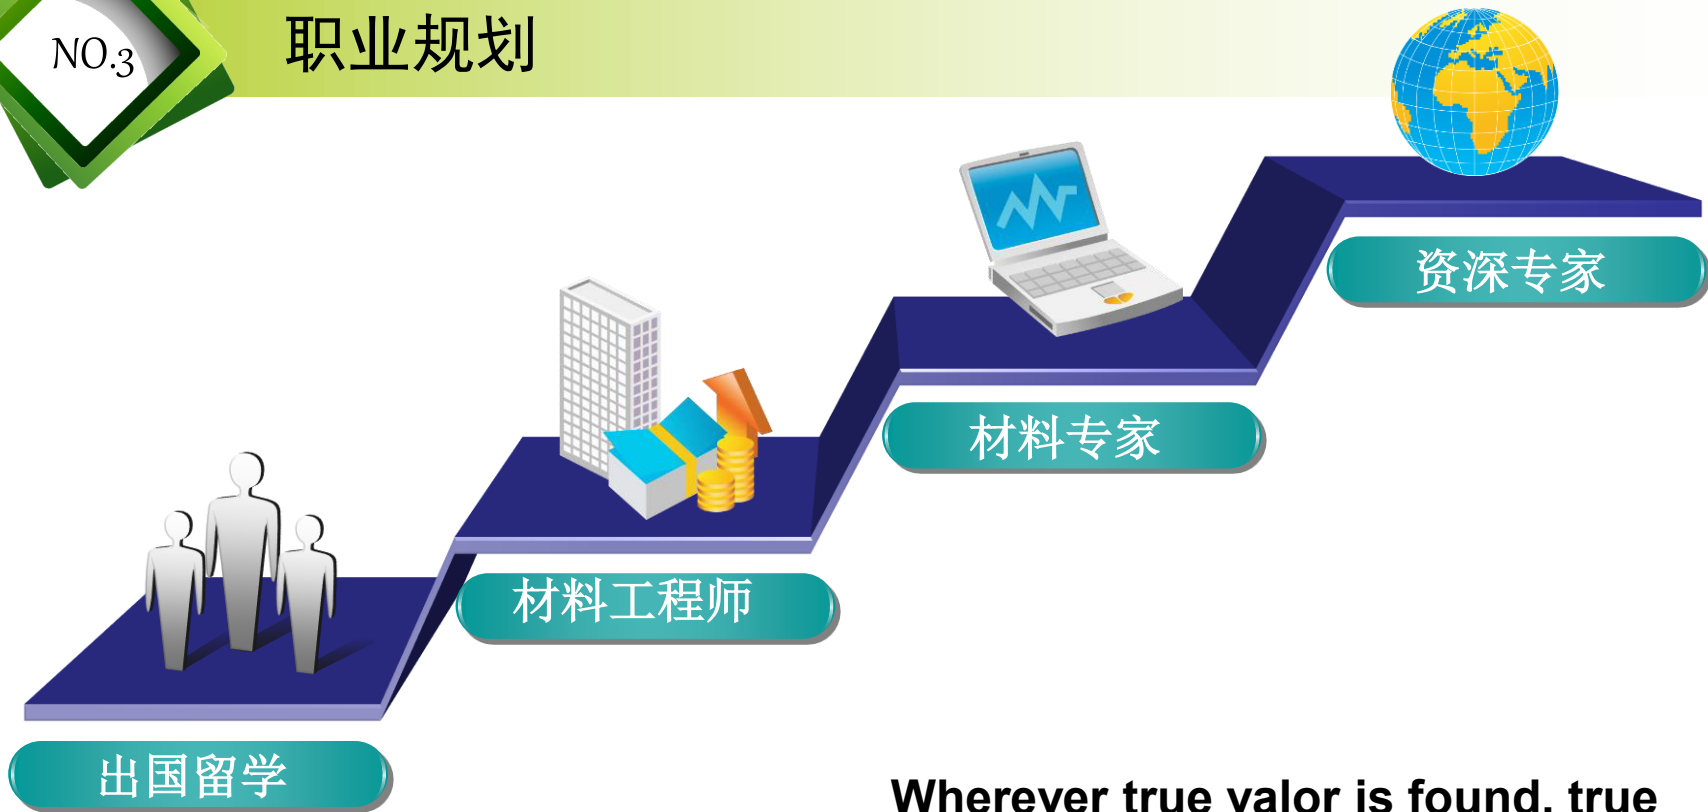 NO.3
职业规划
资深专家
材料专家
材料工程师
出国留学
Wherever true valor is found, true